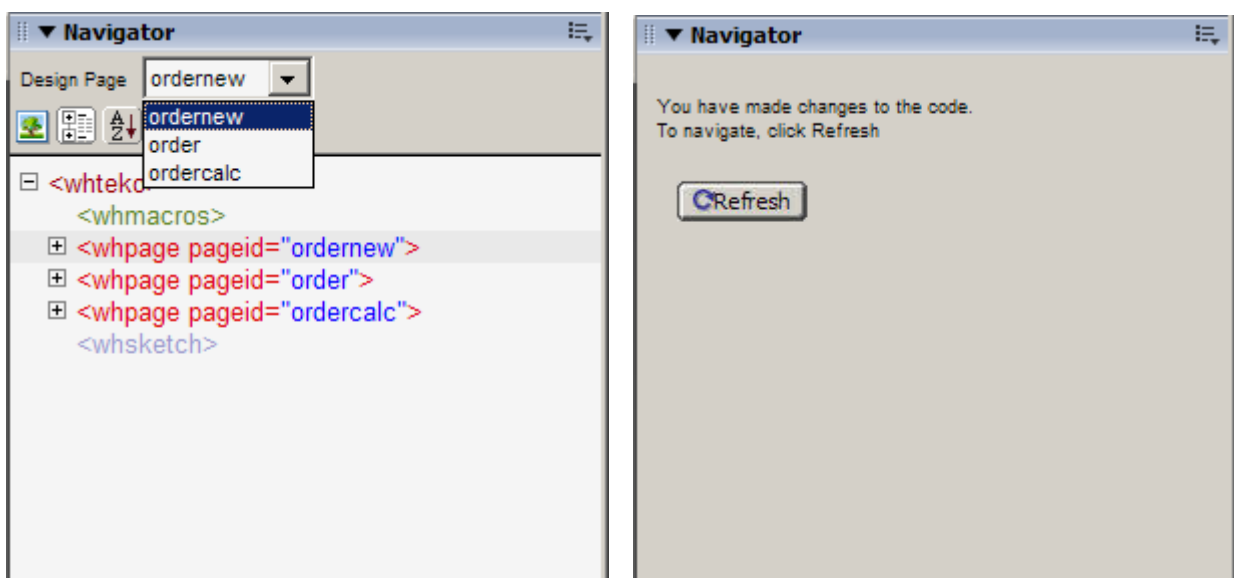 Navigator
Design Page ordernew
ordernew
order
ordercalc
<whmacros>
<whpage pageid="ordernew">
<whpage pageid="order">
<whpage pageid="ordercalc">
<whsketch>
Navigator
You have made changes to the code.
To navigate, click Refresh
Refresh